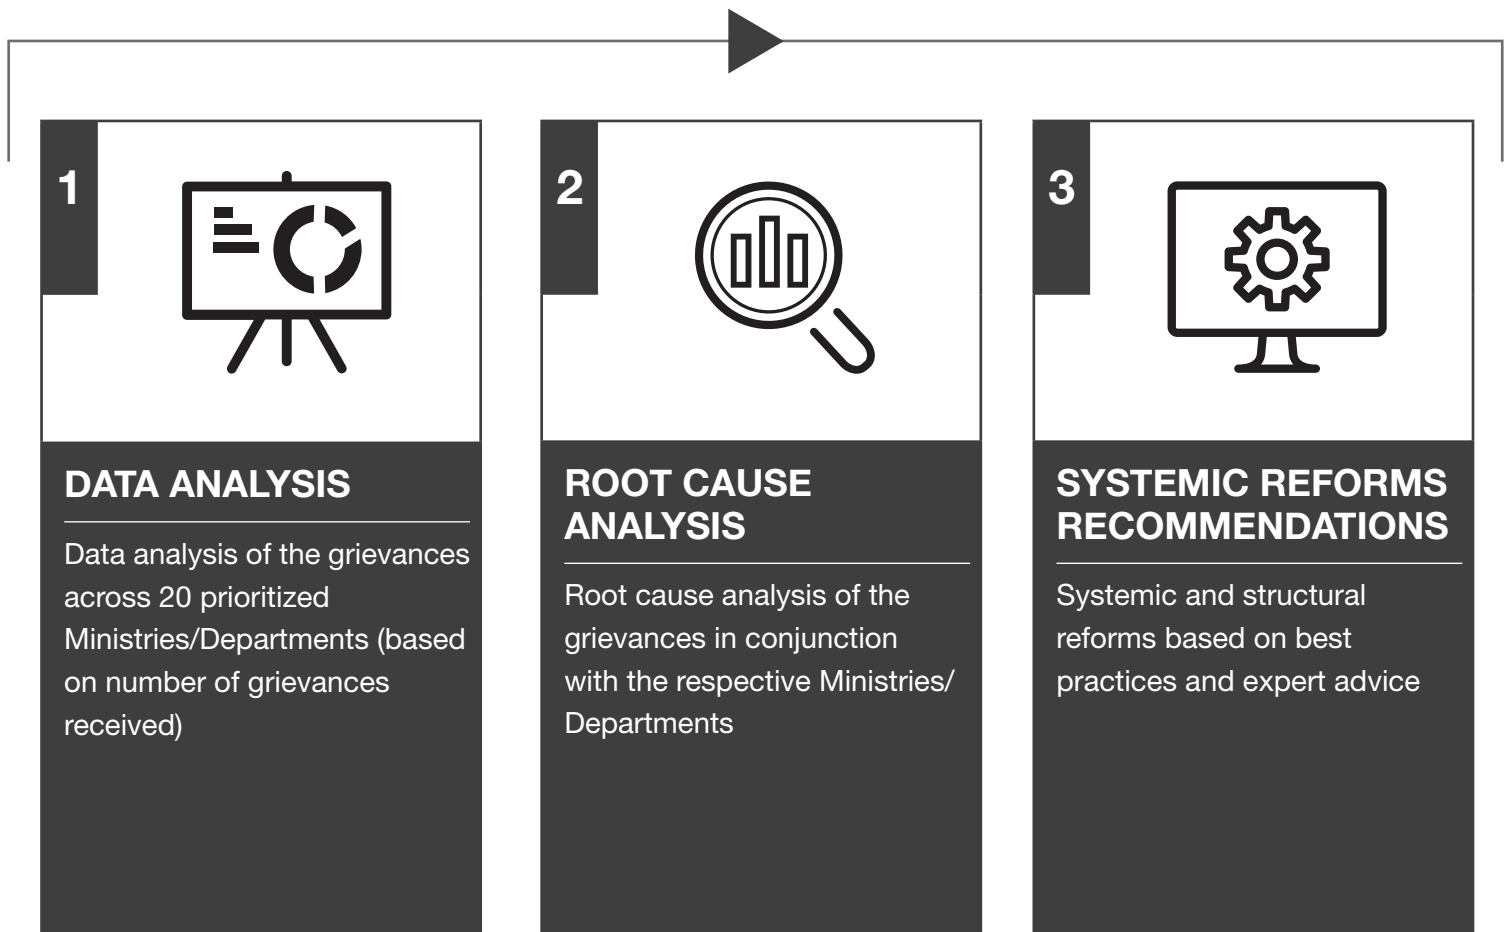 1
DATA ANALYSIS
Data analysis of the grievances
across 20 prioritized
Ministries/Departments (based
on number of grievances
received)
2
ROOT CAUSE
ANALYSIS
Root cause analysis of the
grievances in conjunction
with the respective Ministries/
Departments
3
SYSTEMIC REFORMS
RECOMMENDATIONS
Systemic and structural
reforms based on best
practices and expert advice